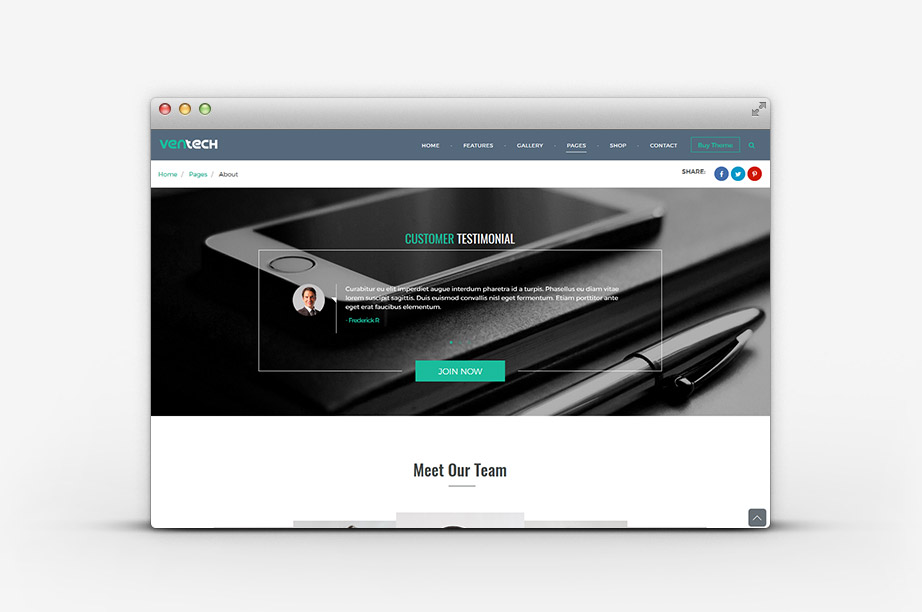 ventech
HOME FEATURES GALLERY PAGES SHOP CONTACT Buy Theme
Home / Pages / About
SHARE:
CUSTOMER TESTIMONIAL
Curabitur eu elit imperdiet augue interdum pharetra id a turpis. Phasellus eu diam vitae
lorem suscipit sagittis. Duis euismod convallis nisl eget fermentum. Etiam porttitor ante
eget erat faucibus elementum.
- Frederick R
JOIN NOW
Meet Our Team